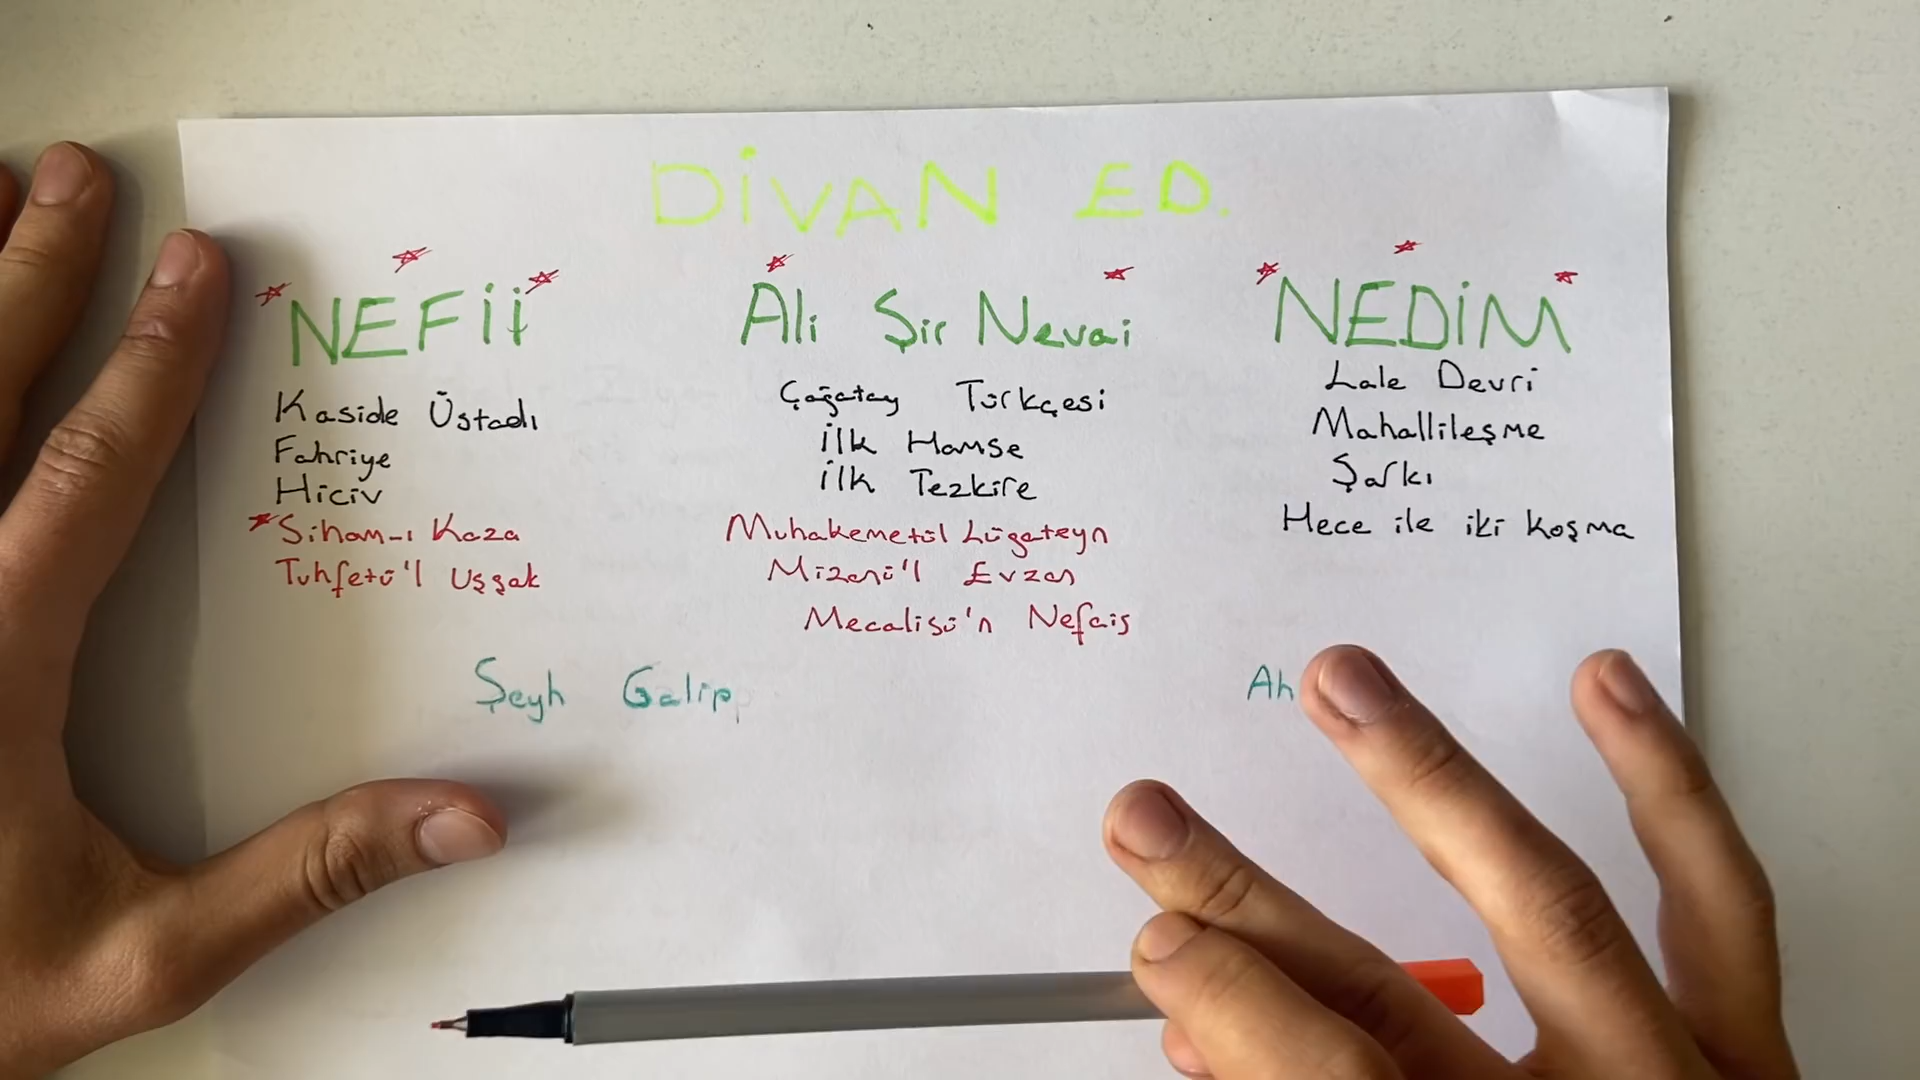 DİVAN ED.
NEFİİ
Kaside Üstadı
Fahriye
Hiciv
Siham-ı Kaza
Tuhfetü'l Uşşak
Ali Şir Nevai
Çağatay Türkçesi
İlk Hamse
İlk Tezkire
Muhakemetül Lügateyn
Mizanü'l Evzan
Mecalisü'n Nefais
NEDİM
Lale Devri
Mahallileşme
Şarkı
Hece ile iki koşma
Şeyh Galip
Ah